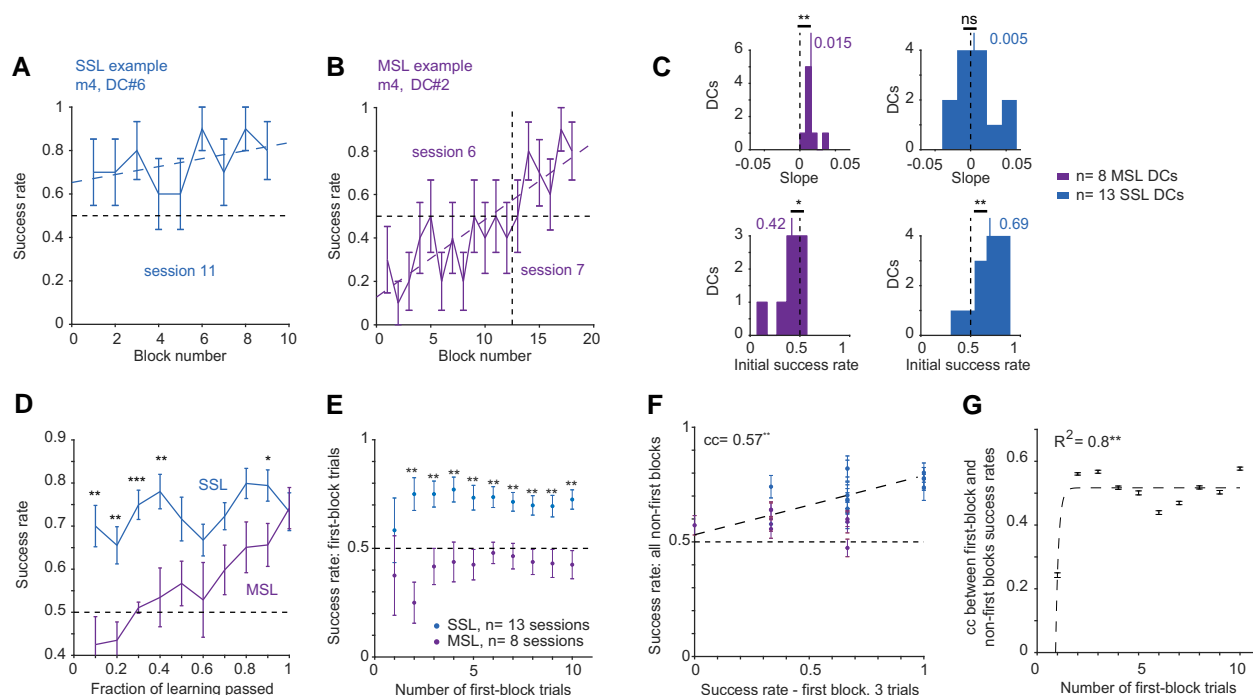 A
SSL example
m4, DC#6
1
0.8
0.6
0.4
0.2
0
Success rate
session 11
0 2 4 6 8 10
Block number
B
MSL example
m4, DC#2
1
0.8
0.6
0.4
0.2
0
Success rate
session 6
session 7
0 5 10 15 20
Block number
C
**
0.015
6
4
2
0
DCs
-0.05 0 0.05
Slope
ns
0.005
4
2
0
DCs
-0.05 0 0.05
Slope
*
0.42
3
2
1
0
DCs
0 0.5 1
Initial success rate
**
0.69
4
2
0
DCs
0 0.5 1
Initial success rate
n= 8 MSL DCs
n= 13 SSL DCs
D
0.9
0.8
0.7
0.6
0.5
0.4
Success rate
** ** *** ** *
SSL
MSL
0 0.2 0.4 0.6 0.8 1
Fraction of learning passed
E
1
0.5
0
Success rate: first-block trials
** ** ** ** ** ** ** ** **
SSL, n= 13 sessions
MSL, n= 8 sessions
0 5 10
Number of first-block trials
F
cc= 0.57**
1
0.5
0
Success rate: all non-first blocks
0 0.2 0.4 0.6 0.8 1
Success rate - first block, 3 trials
G
R2= 0.8**
0.6
0.4
0.2
0
cc between first-block and
non-first blocks success rates
0 5 10
Number of first-block trials